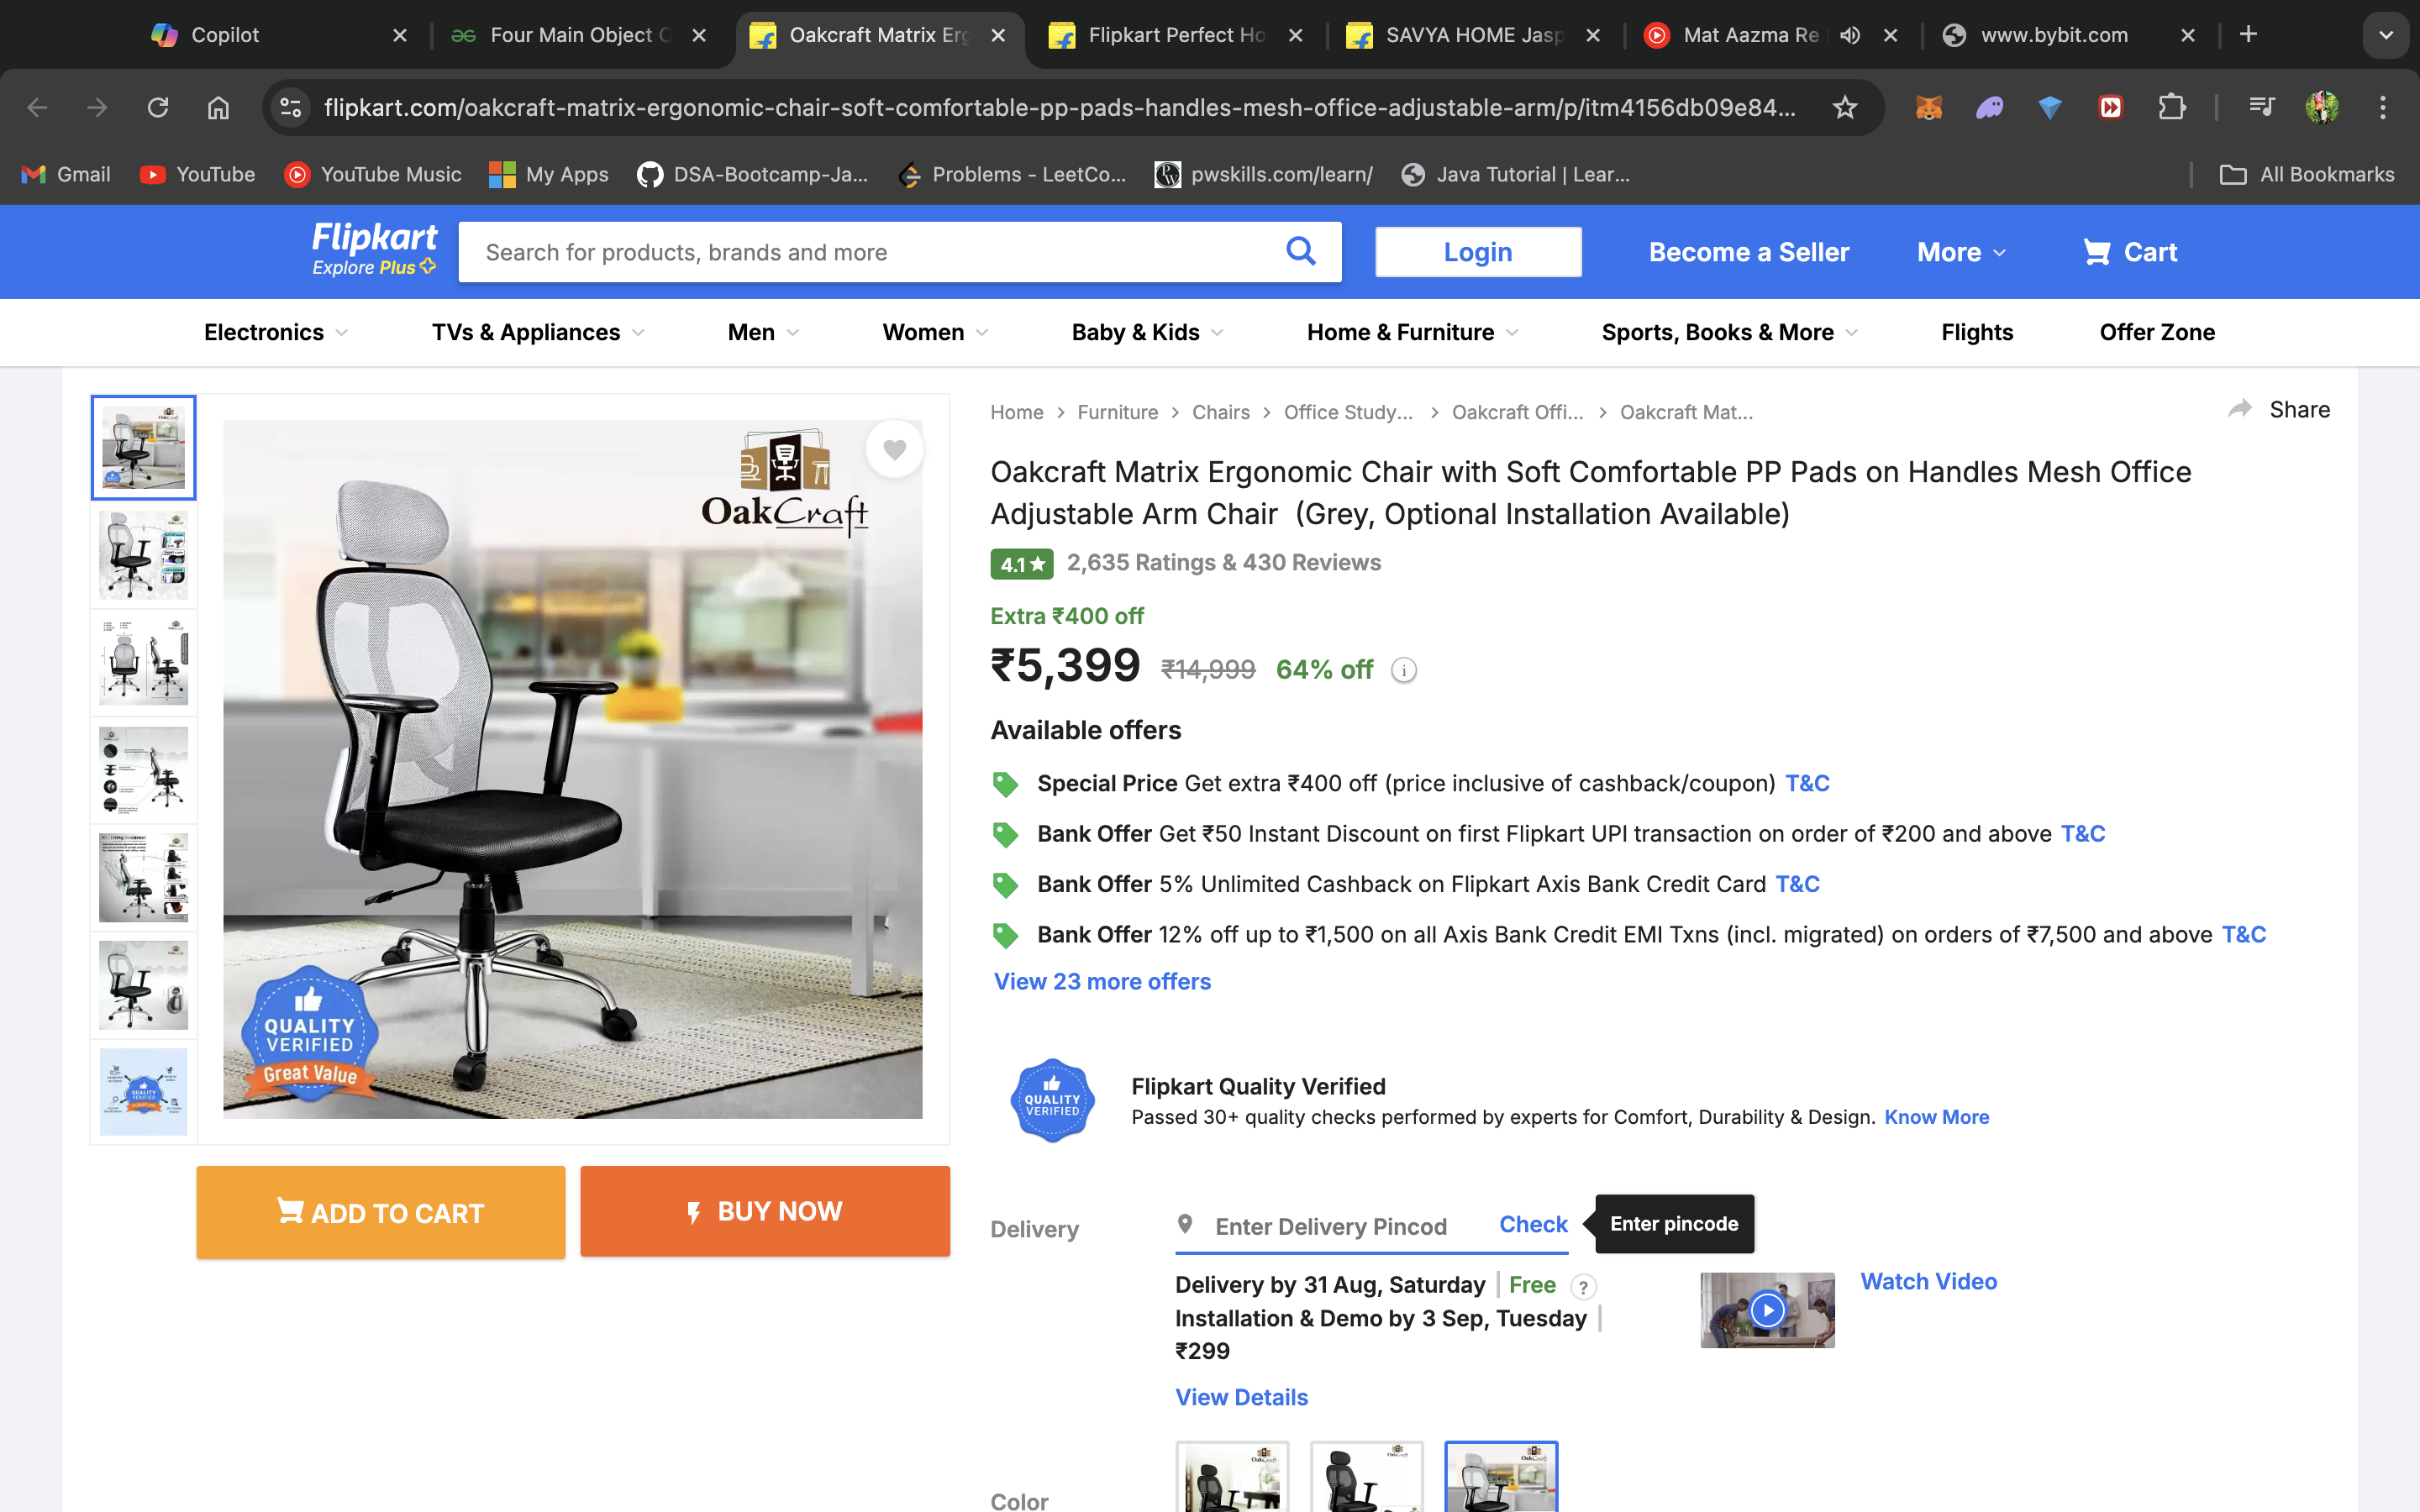 Copilot
Four Main Object
Oakcraft Matrix Erg
Flipkart Perfect Ho
SAVYA HOME Jasp
Mat Aazma Re
www.bybit.com
flipkart.com/oakcraft-matrix-ergonomic-chair-soft-comfortable-pp-pads-handles-mesh-office-adjustable-arm/p/itm4156db09e84...
Gmail
YouTube
YouTube Music
My Apps
DSA-Bootcamp-Ja...
Problems - LeetCo...
pwskills.com/learn/
Java Tutorial | Lear...
All Bookmarks
Flipkart
Explore Plus
Search for products, brands and more
Login
Become a Seller
More
Cart
Electronics
TVs & Appliances
Men
Women
Baby & Kids
Home & Furniture
Sports, Books & More
Flights
Offer Zone
OakCraft
QUALITY
VERIFIED
Great Value
ADD TO CART
BUY NOW
Home > Furniture > Chairs > Office Study... > Oakcraft Offi... > Oakcraft Mat...
Share
Oakcraft Matrix Ergonomic Chair with Soft Comfortable PP Pads on Handles Mesh Office
Adjustable Arm Chair (Grey, Optional Installation Available)
4.1★ 2,635 Ratings & 430 Reviews
Extra ₹400 off
₹5,399 ₹14,999 64% off
Available offers
Special Price Get extra ₹400 off (price inclusive of cashback/coupon) T&C
Bank Offer Get ₹50 Instant Discount on first Flipkart UPI transaction on order of ₹200 and above T&C
Bank Offer 5% Unlimited Cashback on Flipkart Axis Bank Credit Card T&C
Bank Offer 12% off up to ₹1,500 on all Axis Bank Credit EMI Txns (incl. migrated) on orders of ₹7,500 and above T&C
View 23 more offers
QUALITY
VERIFIED
Flipkart Quality Verified
Passed 30+ quality checks performed by experts for Comfort, Durability & Design. Know More
Delivery
Enter Delivery Pincod
Check
Enter pincode
Delivery by 31 Aug, Saturday | Free ?
Installation & Demo by 3 Sep, Tuesday |
₹299
Watch Video
View Details
Color